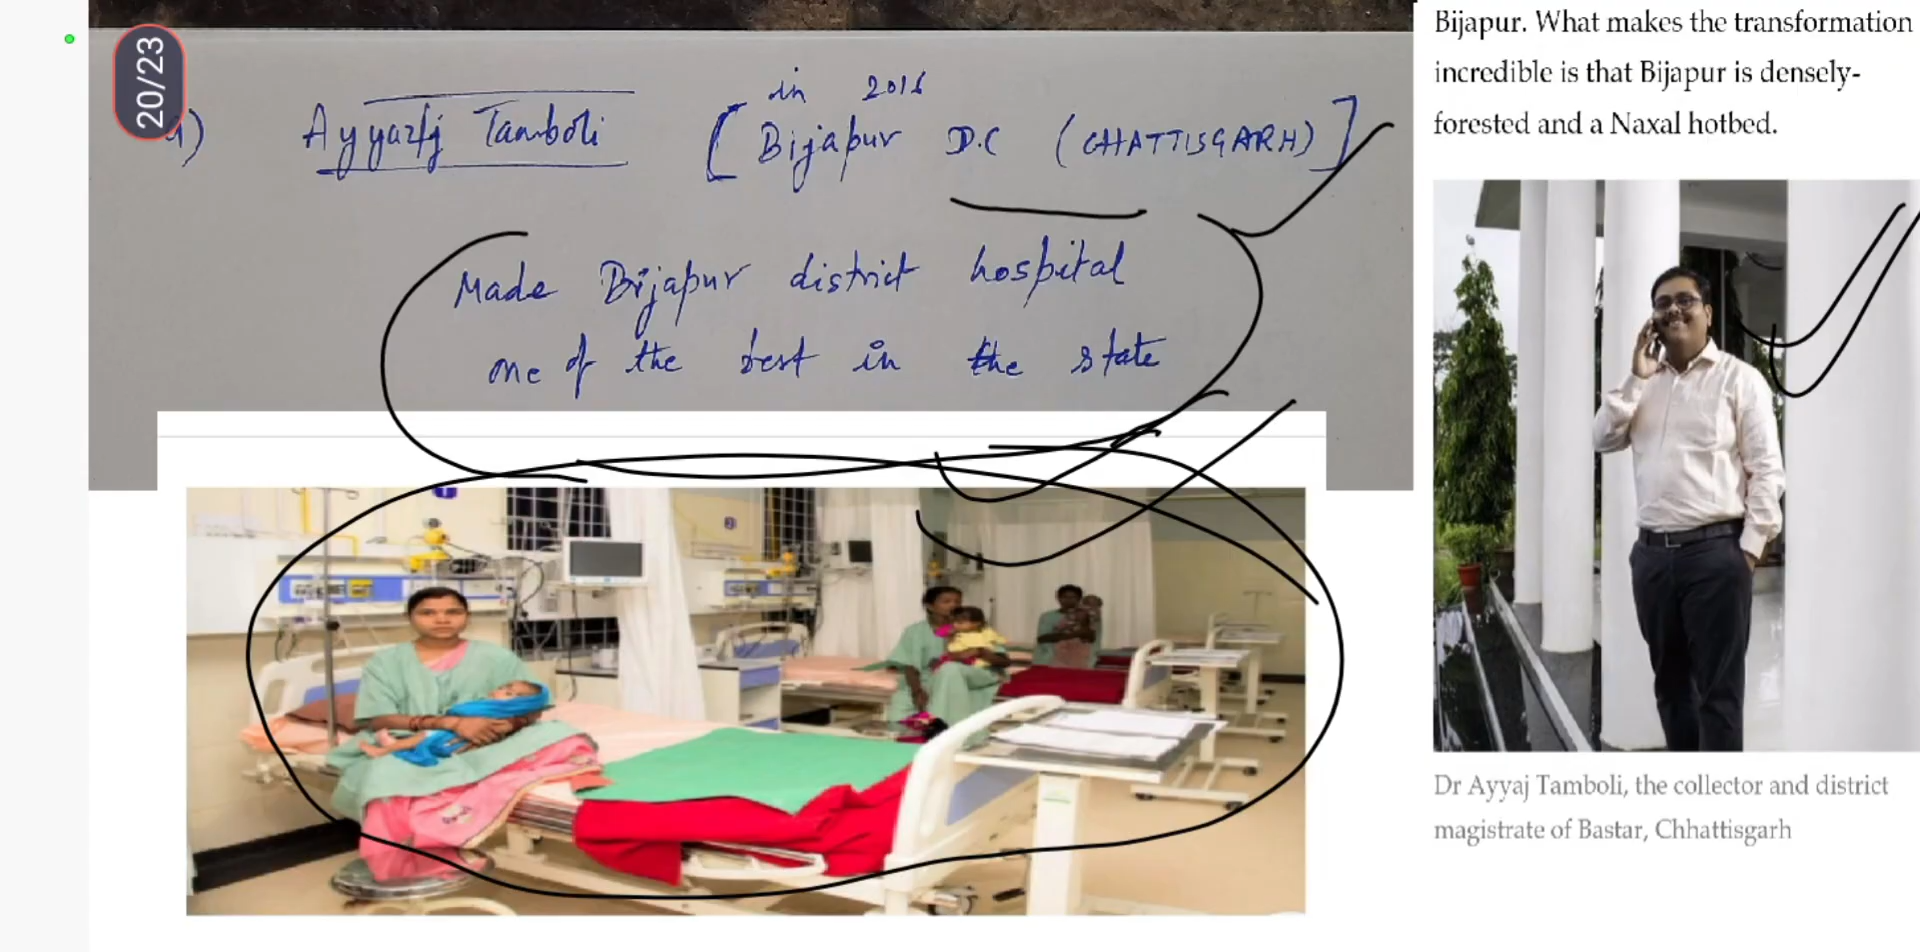 20/23
in 2016
Ayyazfj Tamboli [Bijapur D.C (CHATTISGARH)]
Made Bijapur district hospital
one of the best in the state
Bijapur. What makes the transformation
incredible is that Bijapur is densely-
forested and a Naxal hotbed.
Dr Ayyaj Tamboli, the collector and district
magistrate of Bastar, Chhattisgarh